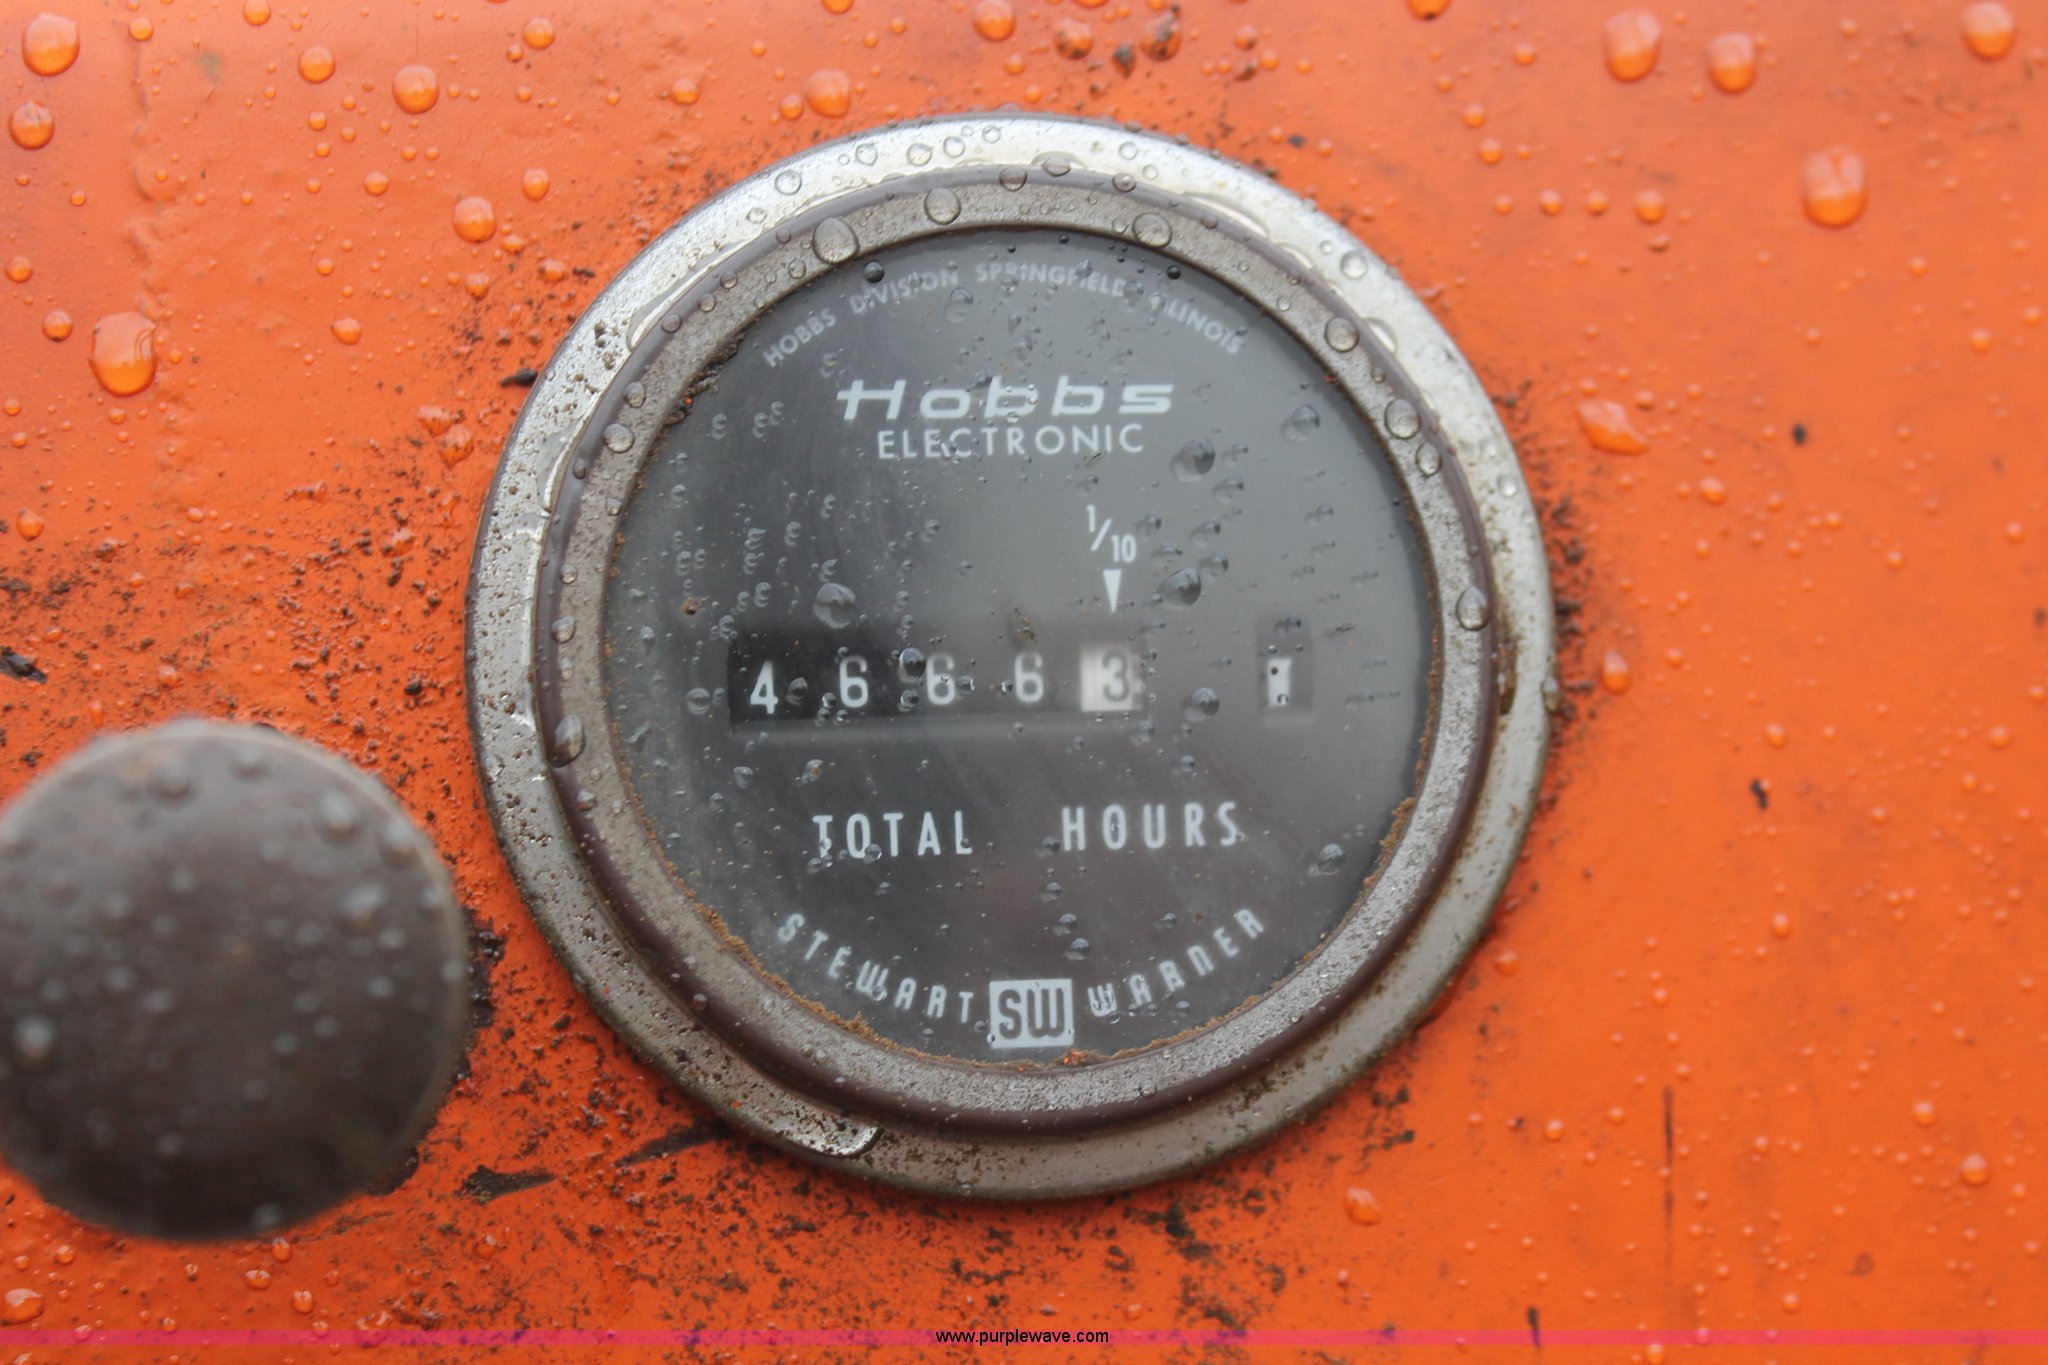 HOBBS DIVISION SPRINGFIELD, ILLINOIS
Hobbs
ELECTRONIC
1/10
4 6 6 6 3
TOTAL HOURS
STEWART SW WARNER
www.purplewave.com